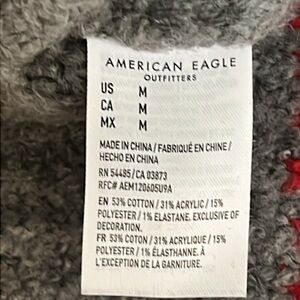 AMERICAN EAGLE
OUTFITTERS
US M
CA M
MX M
MADE IN CHINA / FABRIQUÉ EN CHINE /
HECHO EN CHINA
RN 54485/CA 03873
RFC# AEM120605U9A
EN 53% COTTON / 31% ACRYLIC / 15%
POLYESTER / 1% ELASTANE. EXCLUSIVE OF
DECORATION.
FR 53% COTON / 31% ACRYLIQUE / 15%
POLYESTER / 1% ÉLASTHANNE. À
L'EXCEPTION DE LA GARNITURE.